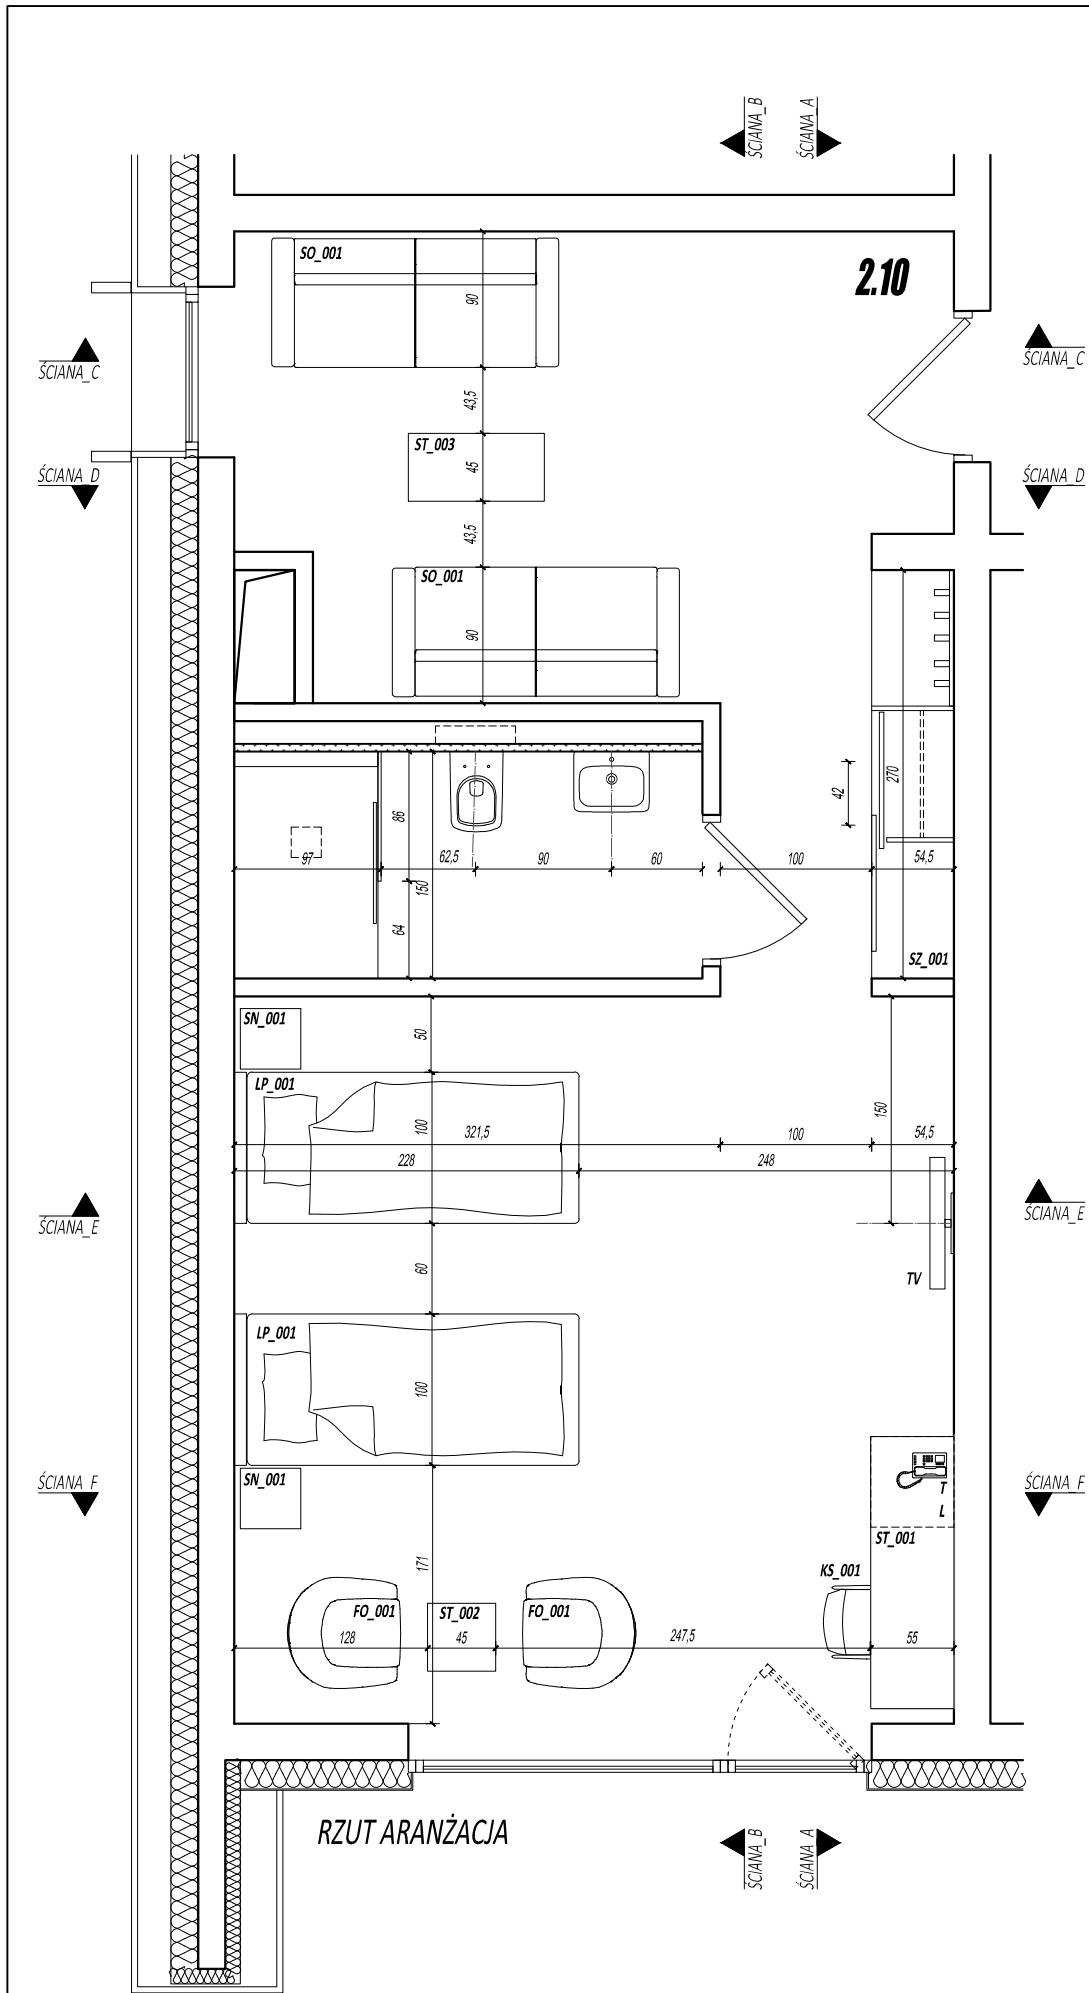 ŚCIANA_B
ŚCIANA_A
SO_001
2.10
90
ŚCIANA_C
ŚCIANA_C
43,5
ST_003
45
ŚCIANA_D
ŚCIANA_D
43,5
SO_001
90
270
42
86
97
62,5
150
90
60
100
54,5
64
SZ_001
SN_001
50
LP_001
100
321,5
100
54,5
150
228
248
ŚCIANA_E
ŚCIANA_E
60
TV
LP_001
100
SN_001
ŚCIANA_F
ŚCIANA_F
T
L
ST_001
171
KS_001
FO_001
ST_002
FO_001
128
45
247,5
55
RZUT ARANŻACJA
ŚCIANA_B
ŚCIANA_A